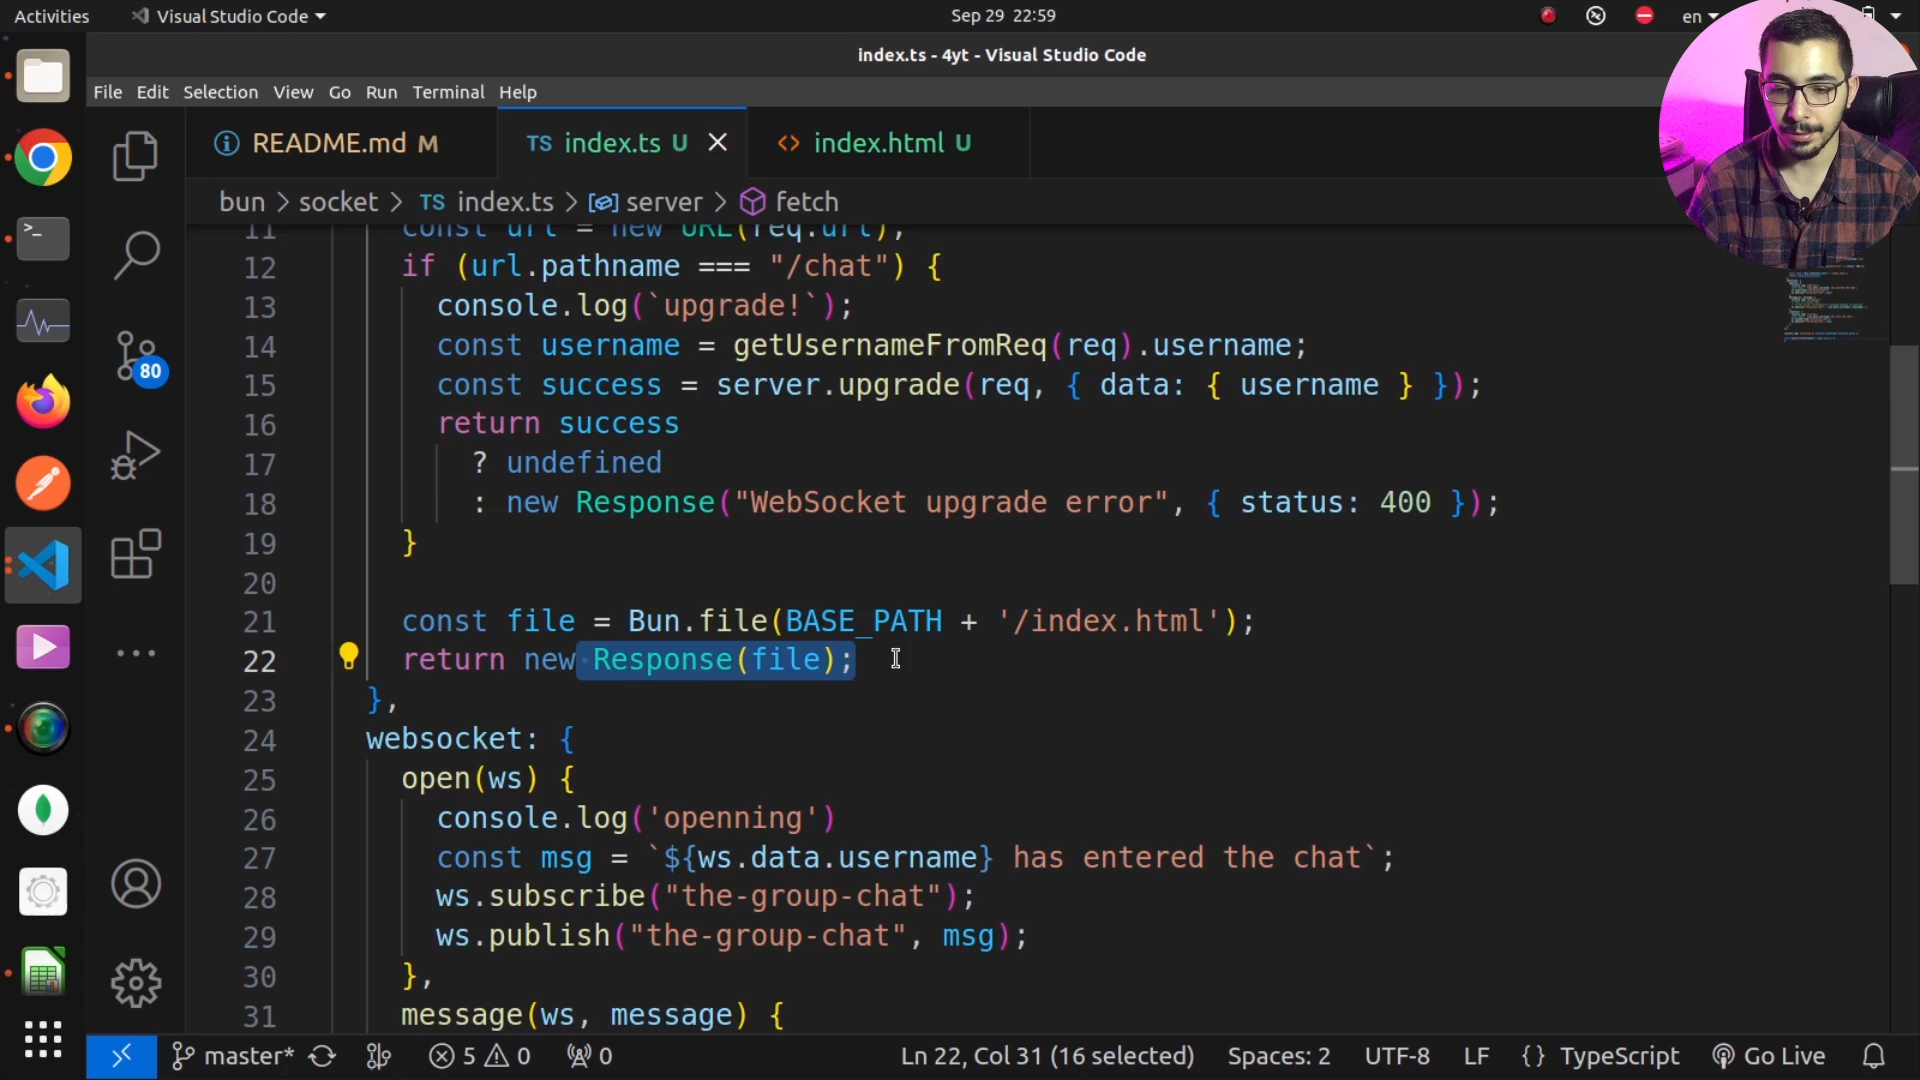 Activities
Visual Studio Code
Sep 29 22:59
en
index.ts - 4yt - Visual Studio Code
File Edit Selection View Go Run Terminal Help
README.md M
TS index.ts U
<> index.html U
bun > socket > TS index.ts > server > fetch
11 const url = new URL(req.url);
12 if (url.pathname === "/chat") {
13 console.log(`upgrade!`);
14 const username = getUsernameFromReq(req).username;
15 const success = server.upgrade(req, { data: { username } });
16 return success
17 ? undefined
18 : new Response("WebSocket upgrade error", { status: 400 });
19 }
20
21 const file = Bun.file(BASE_PATH + '/index.html');
22 return new Response(file);
23 },
24 websocket: {
25 open(ws) {
26 console.log('openning')
27 const msg = `${ws.data.username} has entered the chat`;
28 ws.subscribe("the-group-chat");
29 ws.publish("the-group-chat", msg);
30 },
31 message(ws, message) {
80
master* 5 0 0 Ln 22, Col 31 (16 selected) Spaces: 2 UTF-8 LF {} TypeScript Go Live